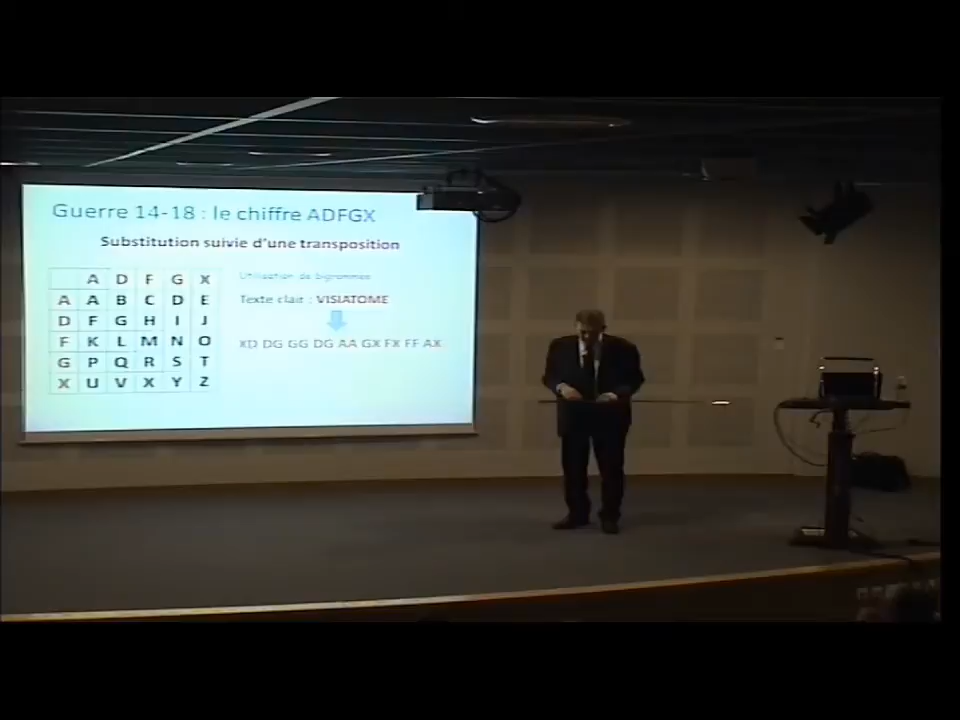 Guerre 14-18 : le chiffre ADFGX
Substitution suivie d'une transposition
A D F G X
A A B C D E
D F G H I J
F K L M N O
G P Q R S T
X U V X Y Z
Utilisation de bigrammes
Texte clair : VISIATOME
XD DG GG DG AA GX FX FF AX